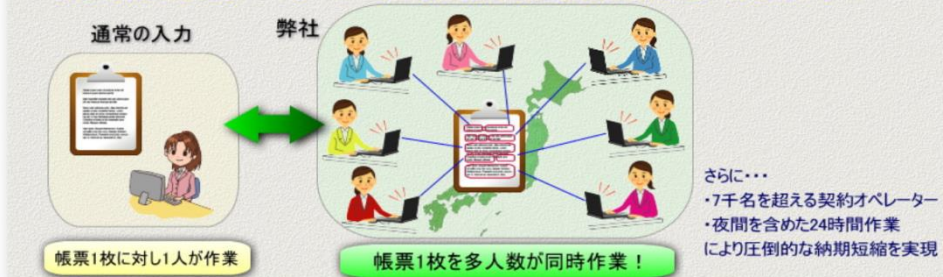 通常の入力
弊社
さらに・・・
・7千名を超える契約オペレーター
・夜間を含めた24時間作業
により圧倒的な納期短縮を実現
帳票1枚に対し1人が作業
帳票1枚を多人数が同時作業！